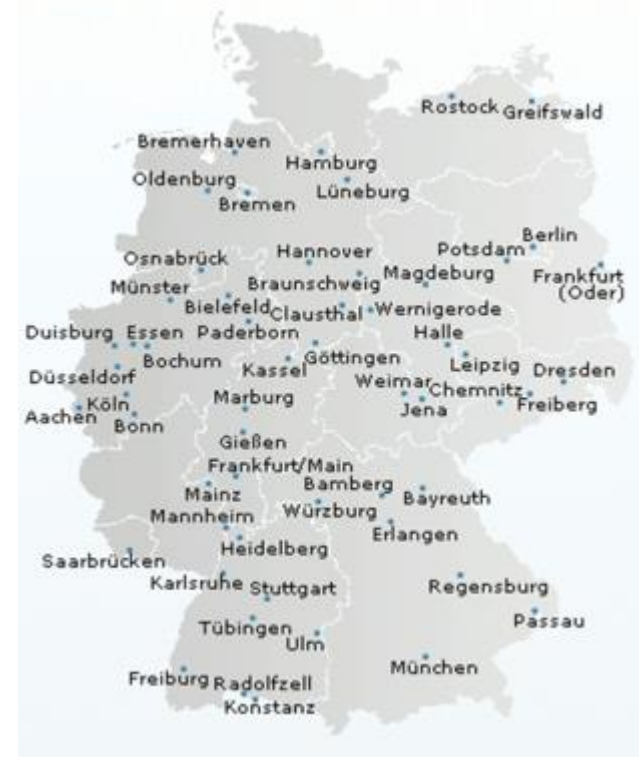 Rostock
Greifswald
Bremerhaven
Hamburg
Oldenburg
Lüneburg
Bremen
Berlin
Hannover
Potsdam
Osnabrück
Braunschweig
Magdeburg
Frankfurt
(Oder)
Münster
Bielefeld
Clausthal
Wernigerode
Duisburg
Essen
Paderborn
Halle
Bochum
Göttingen
Leipzig
Kassel
Dresden
Düsseldorf
Weimar
Chemnitz
Köln
Marburg
Jena
Freiberg
Aachen
Bonn
Gießen
Frankfurt/Main
Bamberg
Mainz
Bayreuth
Würzburg
Mannheim
Erlangen
Heidelberg
Saarbrücken
Karlsruhe
Stuttgart
Regensburg
Passau
Tübingen
Ulm
München
Freiburg
Radolfzell
Konstanz